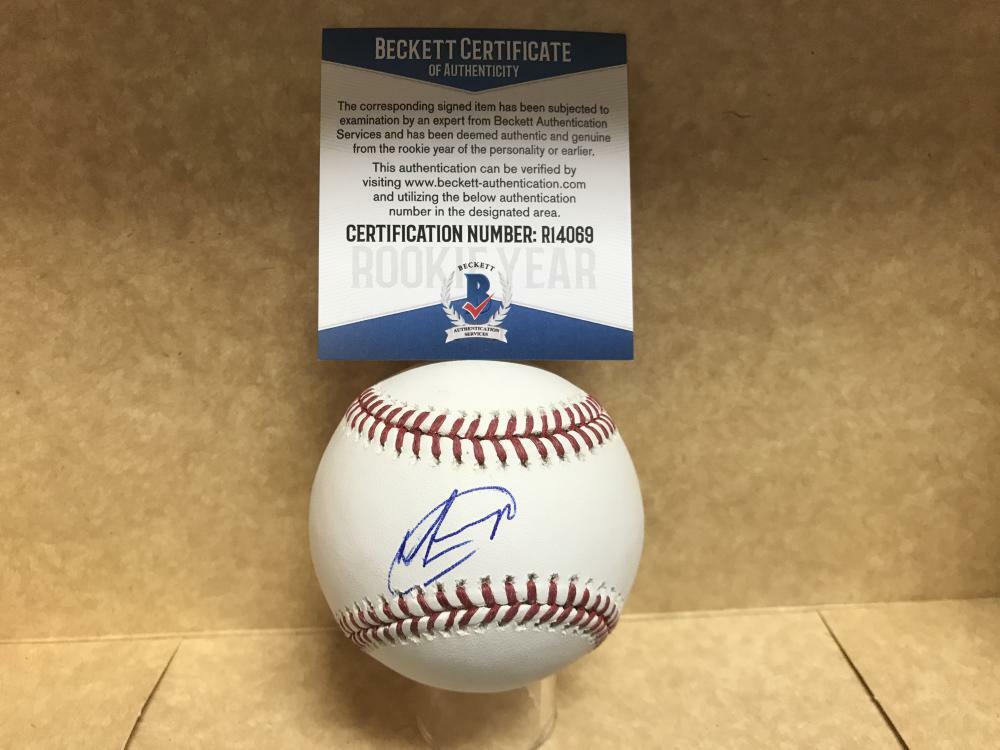 BECKETT CERTIFICATE
OF AUTHENTICITY
The corresponding signed item has been subjected to
examination by an expert from Beckett Authentication
Services and has been deemed authentic and genuine
from the rookie year of the personality or earlier.
This authentication can be verified by
visiting www.beckett-authentication.com
and utilizing the below authentication
number in the designated area.
CERTIFICATION NUMBER: R14069
ROOKIE YEAR
BECKETT
B
AUTHENTICATION
SERVICES